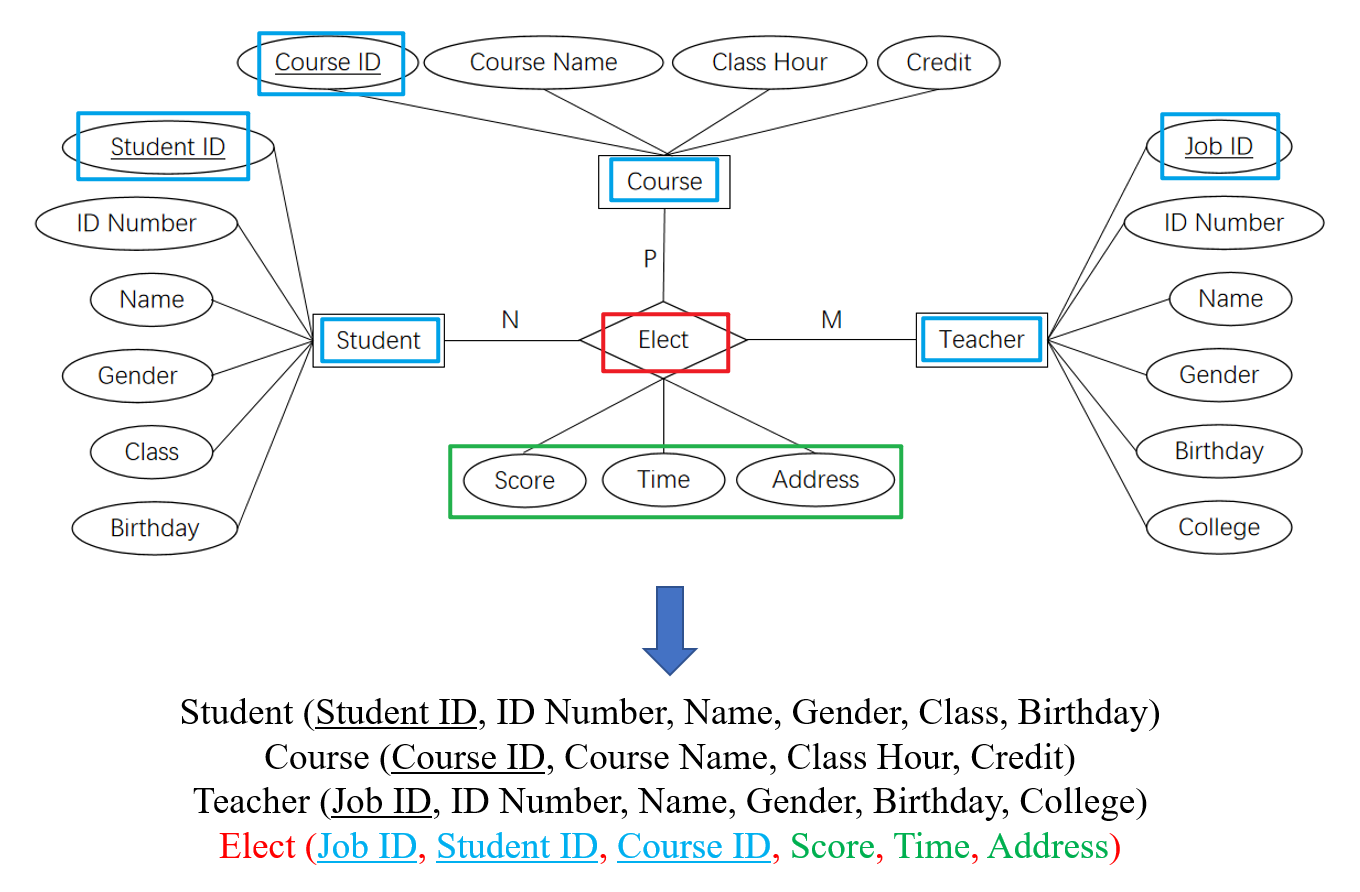 Course ID
Course Name
Class Hour
Credit
Student ID
Job ID
Course
ID Number
ID Number
P
Name
Name
N
M
Student
Elect
Teacher
Gender
Gender
Class
Birthday
Score
Time
Address
Birthday
College
Student (Student ID, ID Number, Name, Gender, Class, Birthday)
Course (Course ID, Course Name, Class Hour, Credit)
Teacher (Job ID, ID Number, Name, Gender, Birthday, College)
Elect (Job ID, Student ID, Course ID, Score, Time, Address)